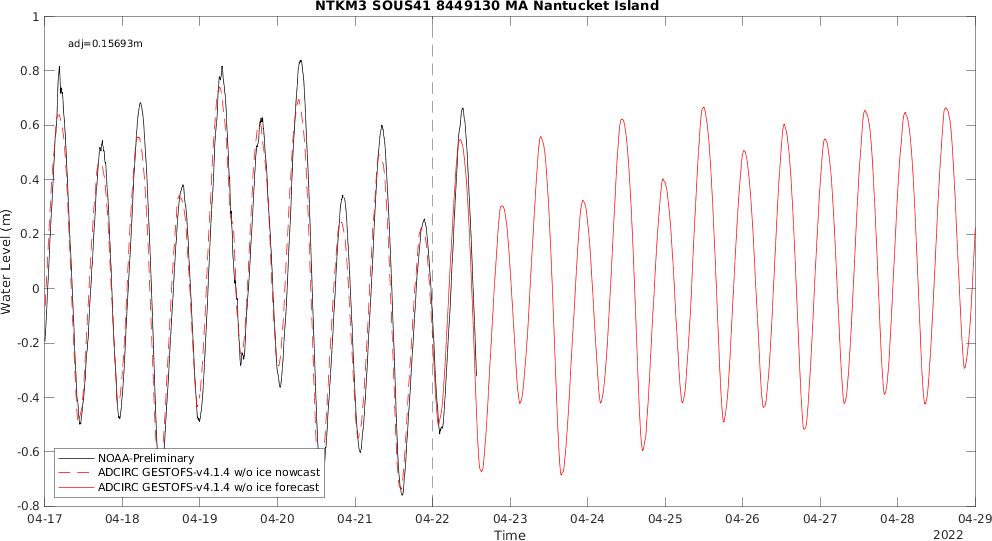 NTKM3 SOUS41 8449130 MA Nantucket Island
1
adj=0.15693m
0.8
0.6
0.4
0.2
0
-0.2
-0.4
-0.6
-0.8
Water Level (m)
NOAA-Preliminary
ADCIRC GESTOFS-v4.1.4 w/o ice nowcast
ADCIRC GESTOFS-v4.1.4 w/o ice forecast
04-17 04-18 04-19 04-20 04-21 04-22 04-23 04-24 04-25 04-26 04-27 04-28 04-29
Time
2022